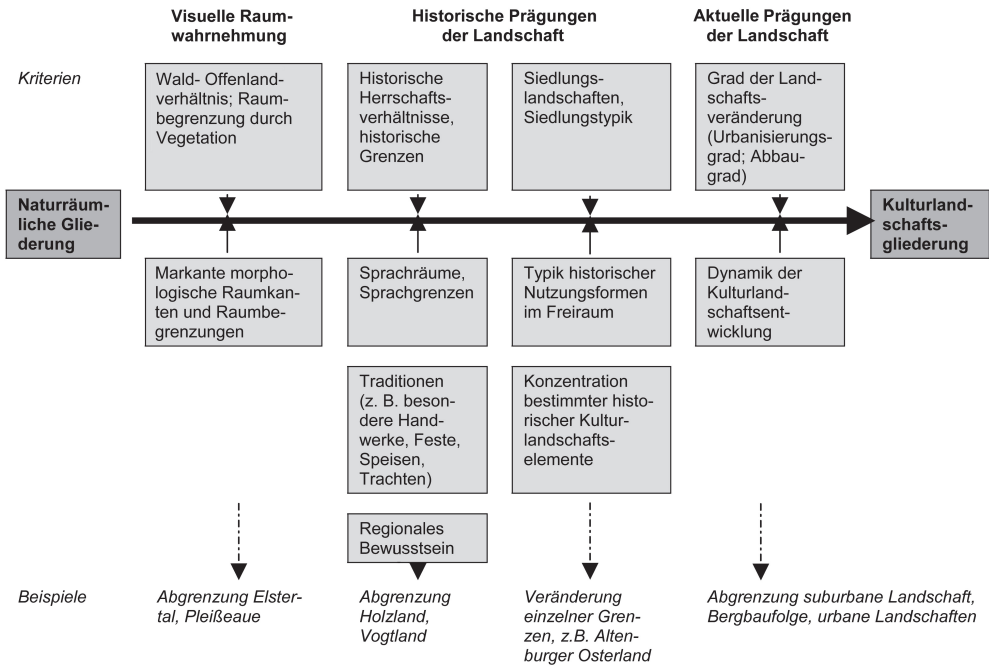 Visuelle Raum-
wahrnehmung
Historische Prägungen
der Landschaft
Aktuelle Prägungen
der Landschaft
Kriterien
Wald- Offenland-
verhältnis; Raum-
begrenzung durch
Vegetation
Historische
Herrschafts-
verhältnisse,
historische
Grenzen
Siedlungs-
landschaften,
Siedlungstypik
Grad der Land-
schafts-
veränderung
(Urbanisierungs-
grad; Abbau-
grad)
Naturräum-
liche Glie-
derung
Kulturland-
schafts-
gliederung
Markante morpho-
logische Raumkan-
ten und Raumbe-
grenzungen
Sprachräume,
Sprachgrenzen
Typik historischer
Nutzungsformen
im Freiraum
Dynamik der
Kulturland-
schaftsent-
wicklung
Traditionen
(z. B. beson-
dere Hand-
werke, Feste,
Speisen,
Trachten)
Konzentration
bestimmter histo-
rischer Kultur-
landschafts-
elemente
Regionales
Bewusstsein
Beispiele
Abgrenzung Elster-
tal, Pleißeaue
Abgrenzung
Holzland,
Vogtland
Veränderung
einzelner Gren-
zen, z.B. Alten-
burger Osterland
Abgrenzung suburbane Landschaft,
Bergbaufolge, urbane Landschaften